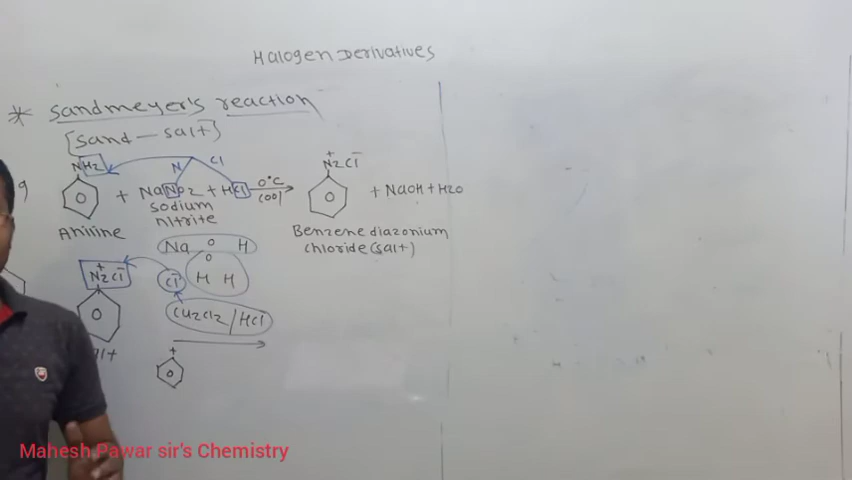 Halogen Derivatives
* Sandmeyer's reaction
[Sand — salt]
NH2 N Cl N2Cl
+ -
+ NaNO2 + HCl 0°C + NaOH + H2O
(cool)
Sodium nitrite
Aniline
Benzene diazonium chloride (salt)
Na O H
O
H H
+ -
N2Cl
Cl-
Cu2Cl2/HCl
+
Mahesh Pawar sir's Chemistry